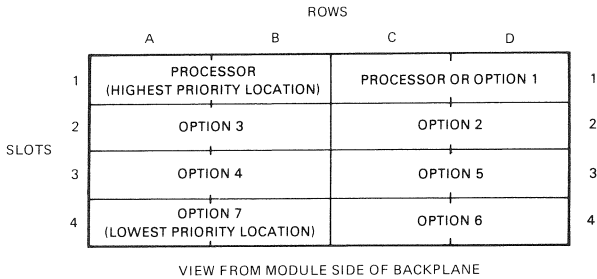 ROWS
A B C D
1 PROCESSOR (HIGHEST PRIORITY LOCATION) PROCESSOR OR OPTION 1 1
2 OPTION 3 OPTION 2 2
SLOTS
3 OPTION 4 OPTION 5 3
4 OPTION 7 (LOWEST PRIORITY LOCATION) OPTION 6 4
VIEW FROM MODULE SIDE OF BACKPLANE